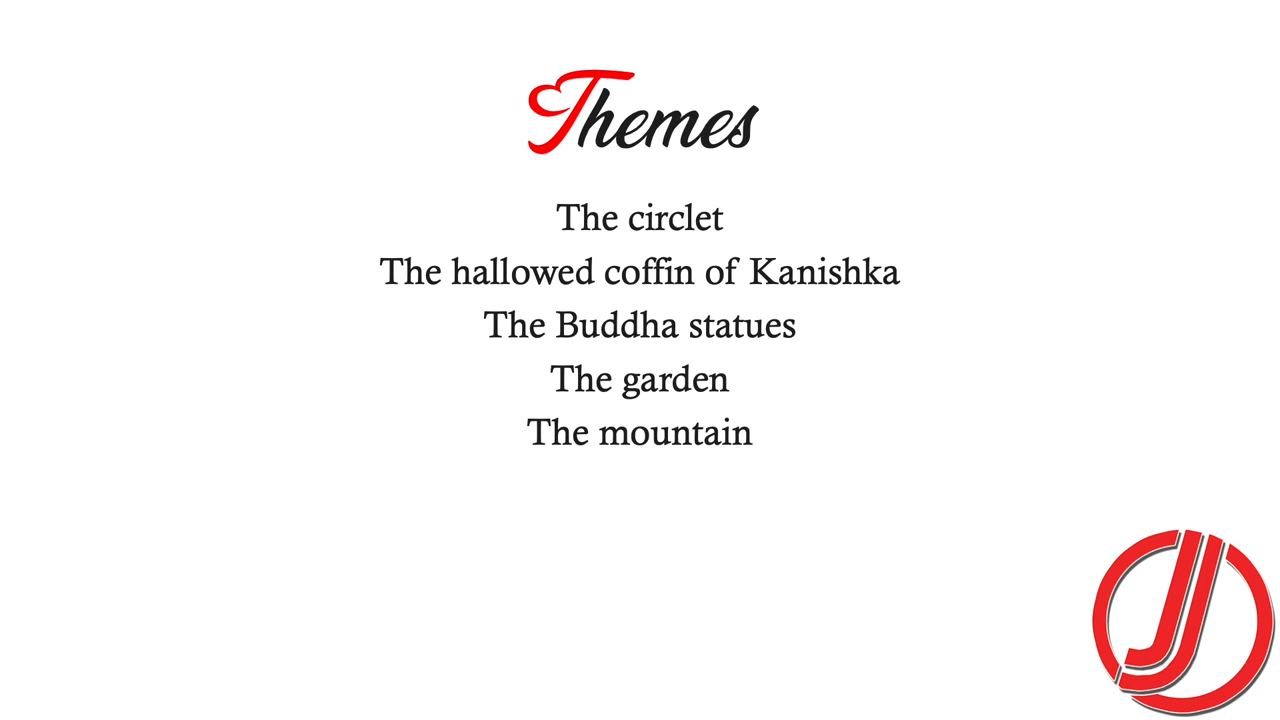 Themes
The circlet
The hallowed coffin of Kanishka
The Buddha statues
The garden
The mountain